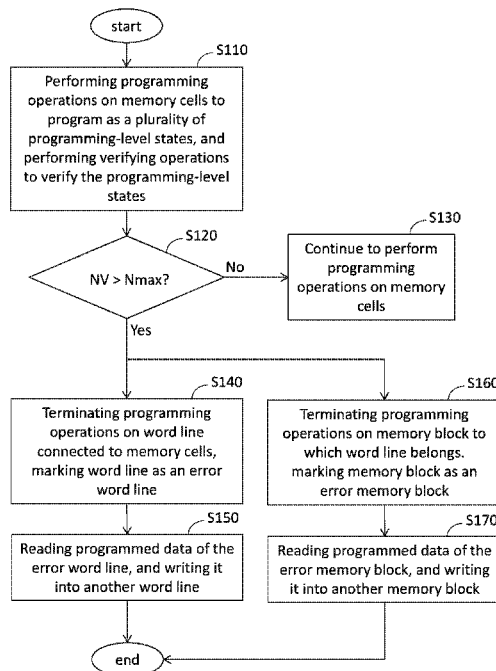 start
S110
Performing programming
operations on memory cells to
program as a plurality of
programming-level states, and
performing verifying operations
to verify the programming-level
states
S120
NV > Nmax?
No
S130
Continue to perform
programming
operations on memory
cells
Yes
S140
Terminating programming
operations on word line
connected to memory cells,
marking word line as an error
word line
S160
Terminating programming
operations on memory block to
which word line belongs.
marking memory block as an
error memory block
S150
Reading programmed data of the
error word line, and writing it
into another word line
S170
Reading programmed data of the
error memory block, and writing
it into another memory block
end